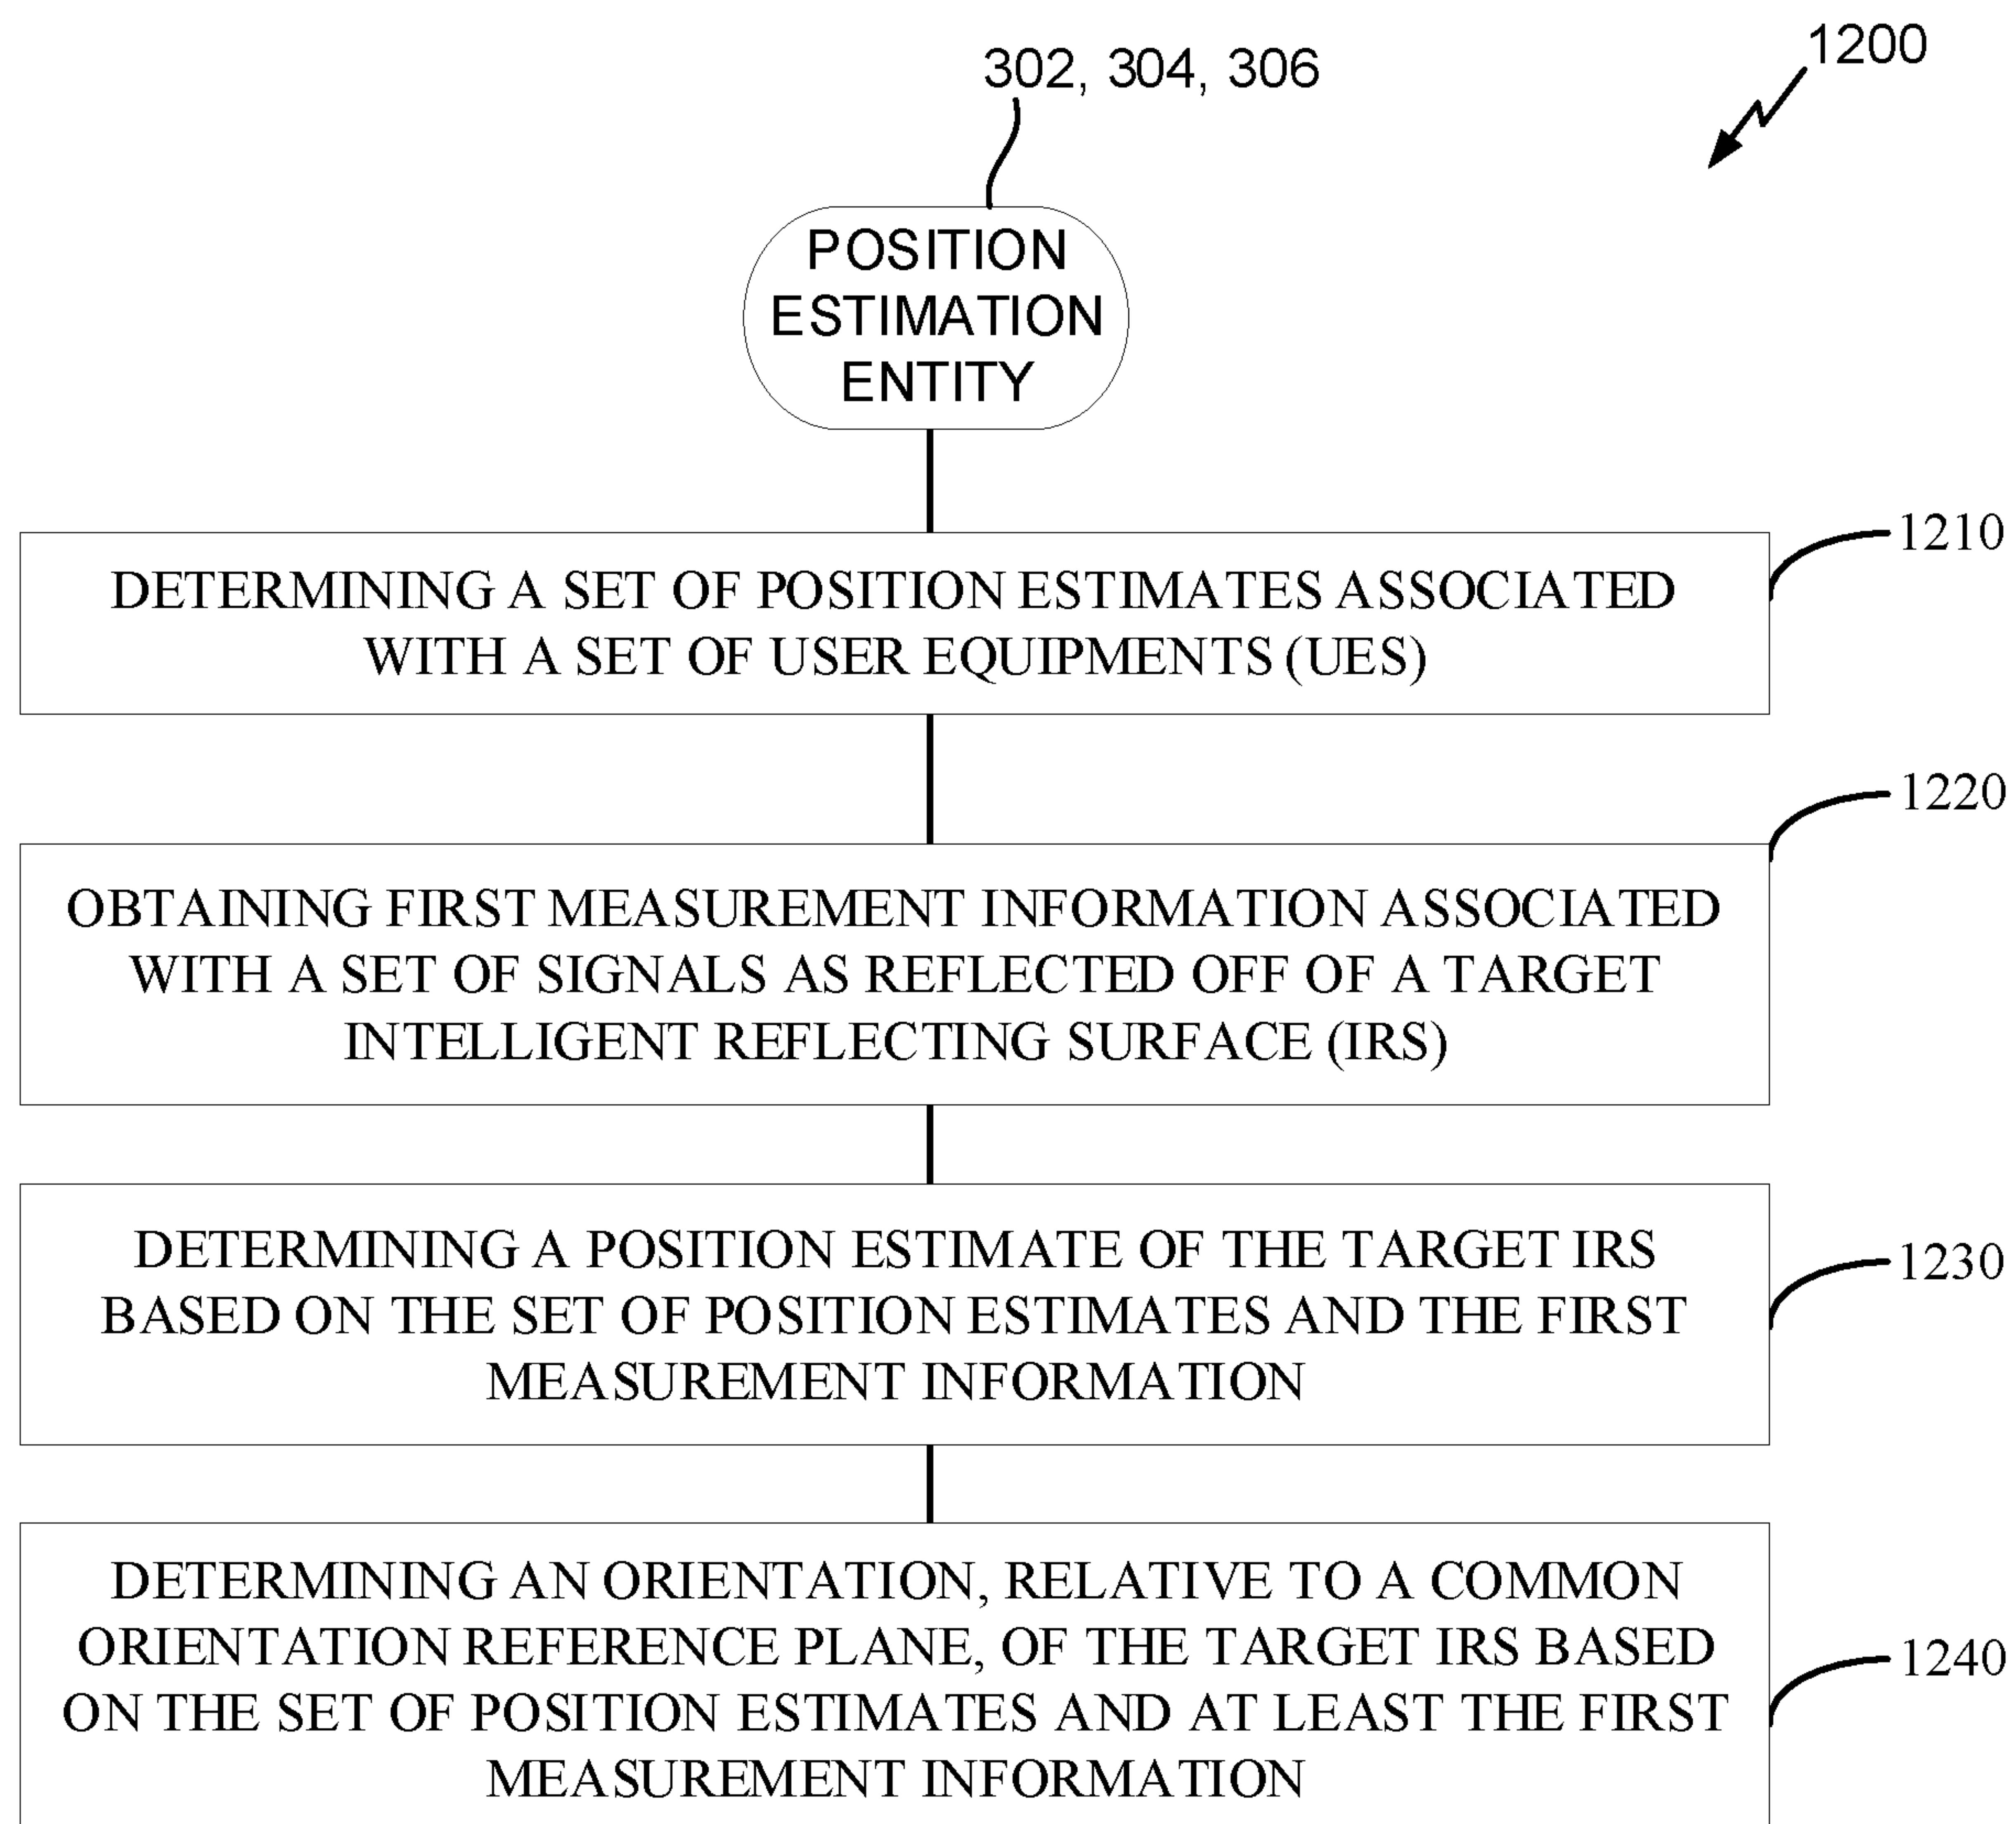 302, 304, 306
1200
POSITION
ESTIMATION
ENTITY
1210
DETERMINING A SET OF POSITION ESTIMATES ASSOCIATED
WITH A SET OF USER EQUIPMENTS (UES)
1220
OBTAINING FIRST MEASUREMENT INFORMATION ASSOCIATED
WITH A SET OF SIGNALS AS REFLECTED OFF OF A TARGET
INTELLIGENT REFLECTING SURFACE (IRS)
DETERMINING A POSITION ESTIMATE OF THE TARGET IRS
1230
BASED ON THE SET OF POSITION ESTIMATES AND THE FIRST
MEASUREMENT INFORMATION
DETERMINING AN ORIENTATION, RELATIVE TO A COMMON
ORIENTATION REFERENCE PLANE, OF THE TARGET IRS BASED
1240
ON THE SET OF POSITION ESTIMATES AND AT LEAST THE FIRST
MEASUREMENT INFORMATION